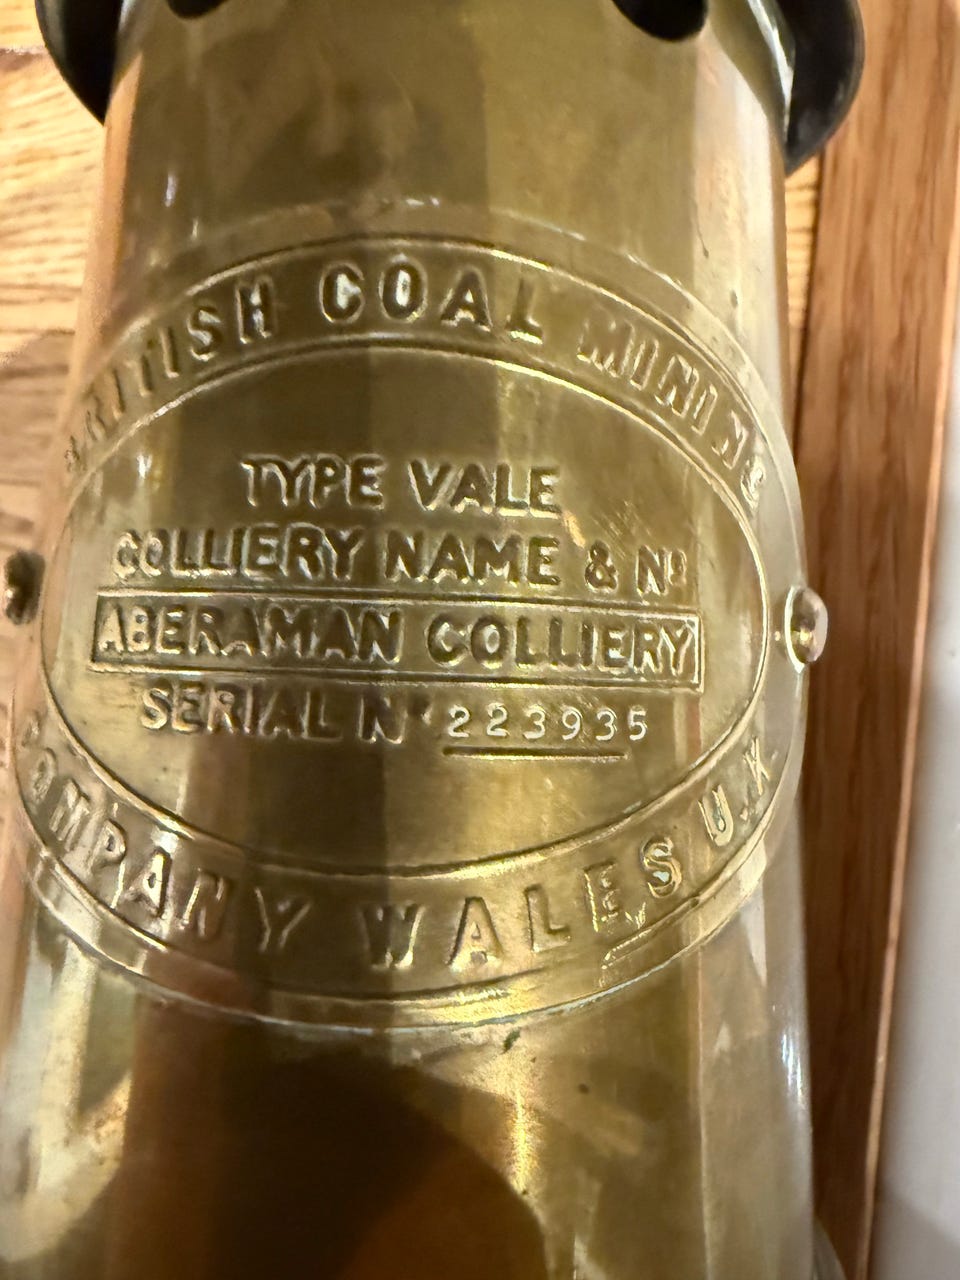 BRITISH COAL MINING
TYPE VALE
COLLIERY NAME & Nº
ABERAMAN COLLIERY
SERIAL Nº 223935
COMPANY WALES U.K.